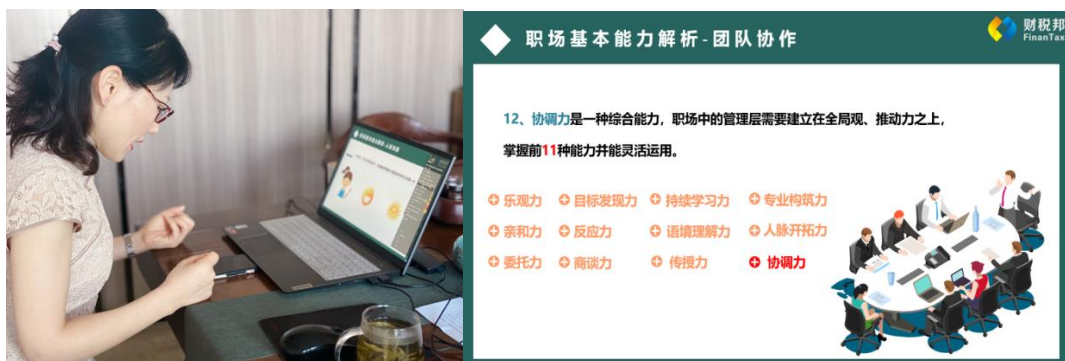 职场基本能力解析-团队协作
财税邦
FinanTax
12、协调力是一种综合能力，职场中的管理层需要建立在全局观、推动力之上，
掌握前11种能力并能灵活运用。
乐观力 目标发现力 持续学习力 专业构筑力
亲和力 反应力 语境理解力 人脉开拓力
委托力 商谈力 传授力 协调力